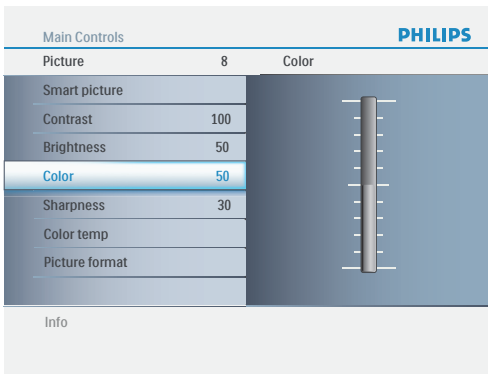 Main Controls PHILIPS
Picture 8 Color
Smart picture
Contrast 100
Brightness 50
Color 50
Sharpness 30
Color temp
Picture format
Info